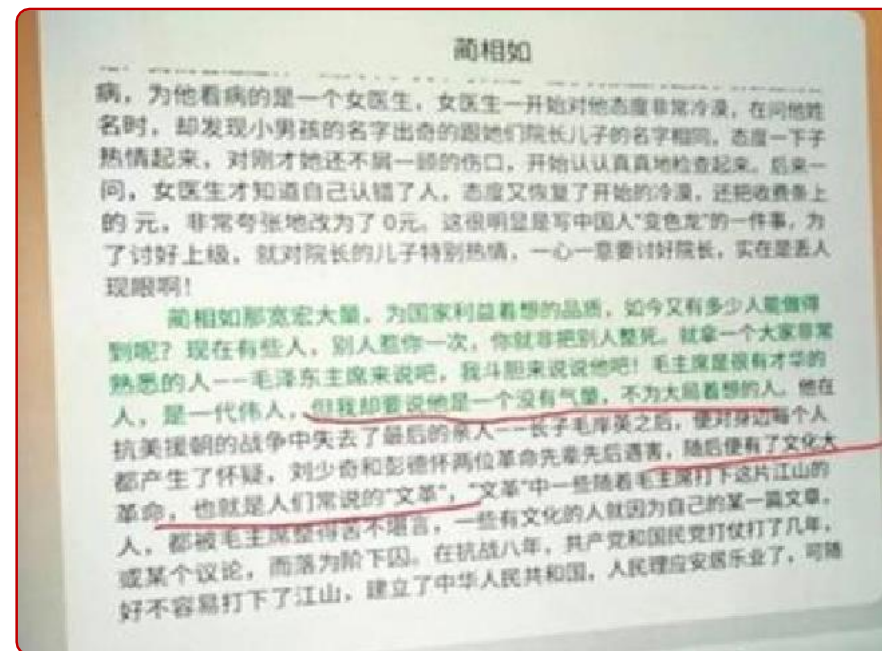 蔺相如
病，为他看病的是一个女医生，女医生一开始对他态度非常冷漠，在问他姓
名时，却发现小男孩的名字出奇的跟她们院长儿子的名字相同，态度一下子
热情起来，对刚才她还不屑一顾的伤口，开始认认真真地检查起来。后来一
问，女医生才知道自己认错了人，态度又恢复了开始的冷漠，还把收费条上
的 元，非常夸张地改为了 0元。这很明显是写中国人“变色龙”的一件事，为
了讨好上级，就对院长的儿子特别热情，一心一意要讨好院长，实在是丢人
现眼啊！
蔺相如那宽宏大量，为国家利益着想的品质，如今又有多少人能做得
到呢？现在有些人，别人惹你一次，你就非把别人整死。就拿一个大家非常
熟悉的人--毛泽东主席来说吧，我斗胆来说说他吧！毛主席是很有才华的
人，是一代伟人，但我却要说他是一个没有气量，不为大局着想的人。他在
抗美援朝的战争中失去了最后的亲人--长子毛岸英之后，便对身边每个人
都产生了怀疑，刘少奇和彭德怀两位革命先辈先后遇害，随后便有了文化大
革命，也就是人们常说的“文革”，“文革”中一些随着毛主席打下这片江山的
人，都被毛主席整得苦不堪言，一些有文化的人就因为自己的某一篇文章，
或某个议论，而落为阶下囚。在抗战八年，共产党和国民党打仗打了几年，
好不容易打下了江山，建立了中华人民共和国，人民理应安居乐业了，可随